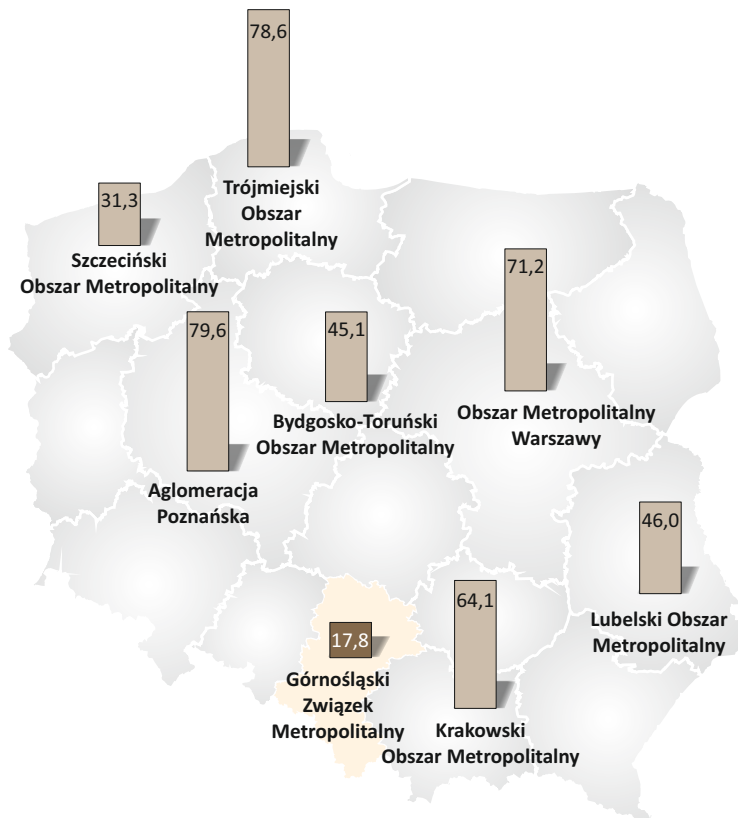 78,6
Trójmiejski
Obszar
Metropolitalny
31,3
Szczeciński
Obszar Metropolitalny
71,2
Obszar Metropolitalny
Warszawy
79,6
Aglomeracja
Poznańska
45,1
Bydgosko-Toruński
Obszar Metropolitalny
46,0
Lubelski Obszar
Metropolitalny
17,8
Górnośląski
Związek
Metropolitalny
64,1
Krakowski
Obszar Metropolitalny